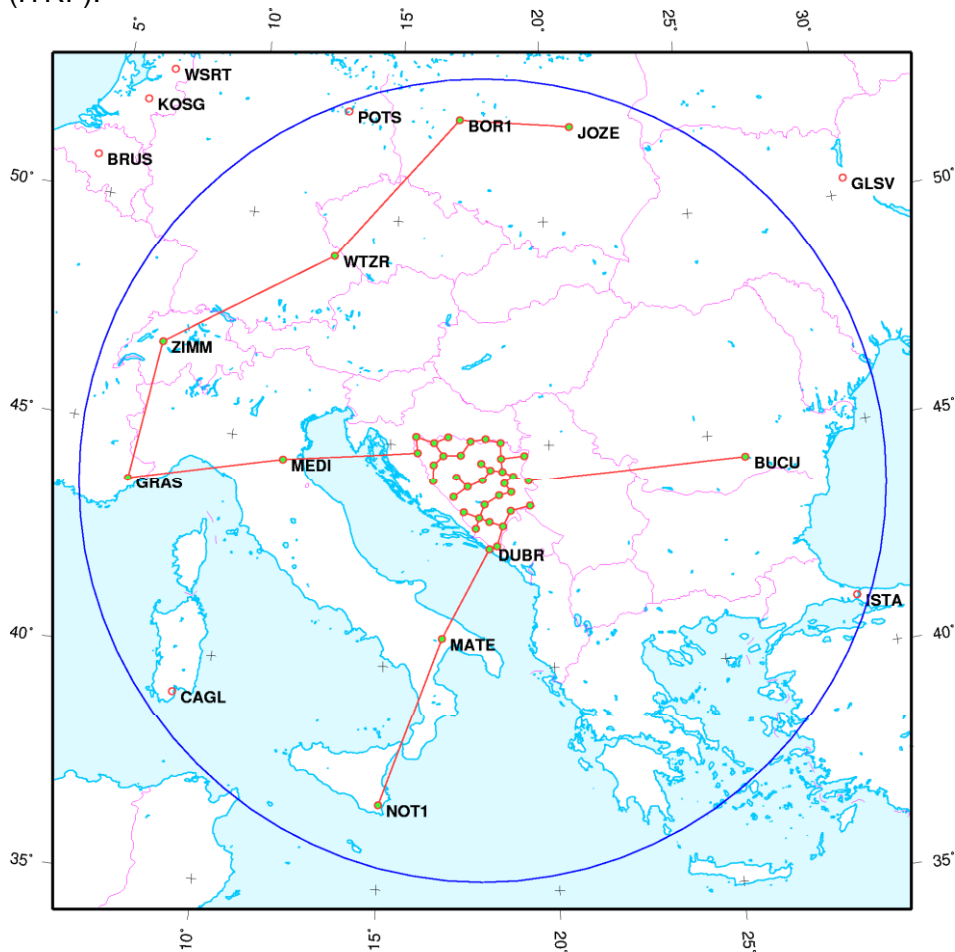 5° 10° 15° 20° 25° 30°
WSRT
KOSG
POTS
BOR1
JOZE
BRUS
50° 50°
GLSV
WTZR
ZIMM
45° 45°
MEDI
BUCU
GRAS
DUBR
ISTA
40° 40°
MATE
CAGL
NOT1
35° 35°
10° 15° 20° 25°